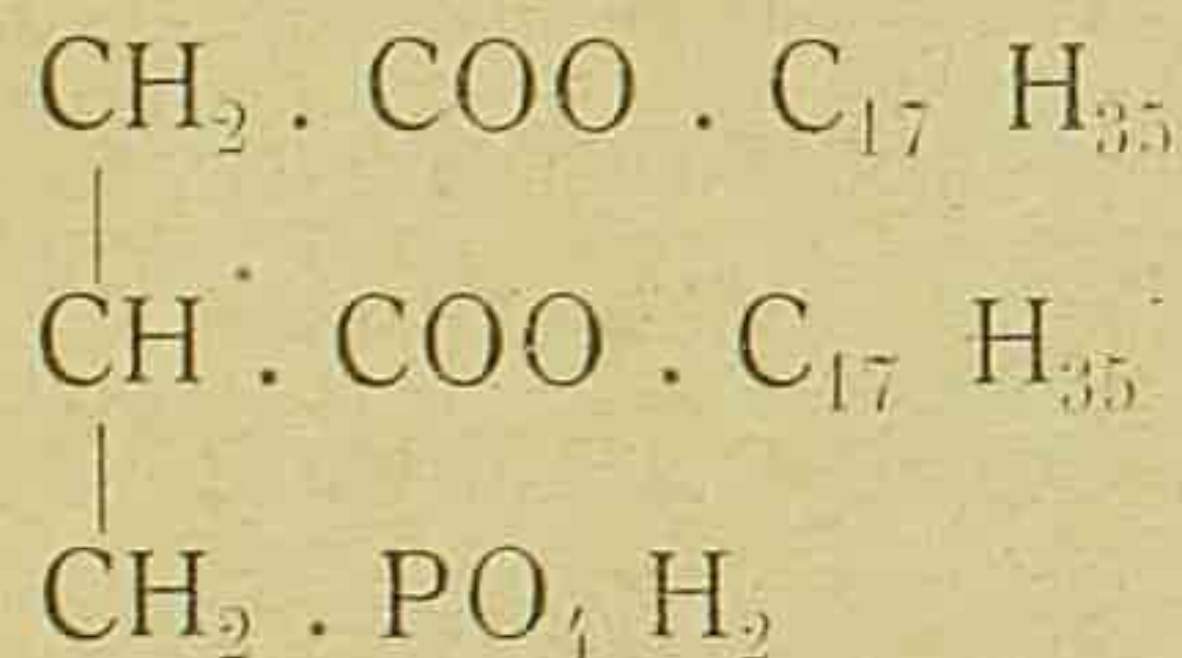 CH₂ . COO . C₁₇ H₃₅
|
CH . COO . C₁₇ H₃₅
|
CH₂ . PO₄ H₂